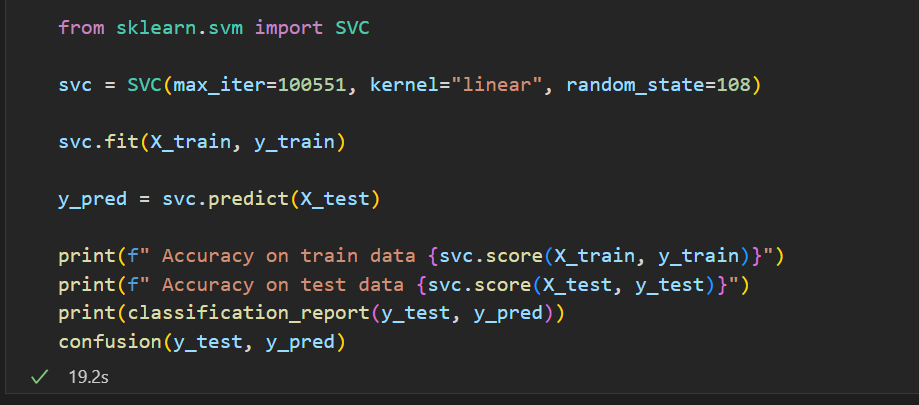 from sklearn.svm import SVC
svc = SVC(max_iter=100551, kernel="linear", random_state=108)
svc.fit(X_train, y_train)
y_pred = svc.predict(X_test)
print(f" Accuracy on train data {svc.score(X_train, y_train)}")
print(f" Accuracy on test data {svc.score(X_test, y_test)}")
print(classification_report(y_test, y_pred))
confusion(y_test, y_pred)
19.2s